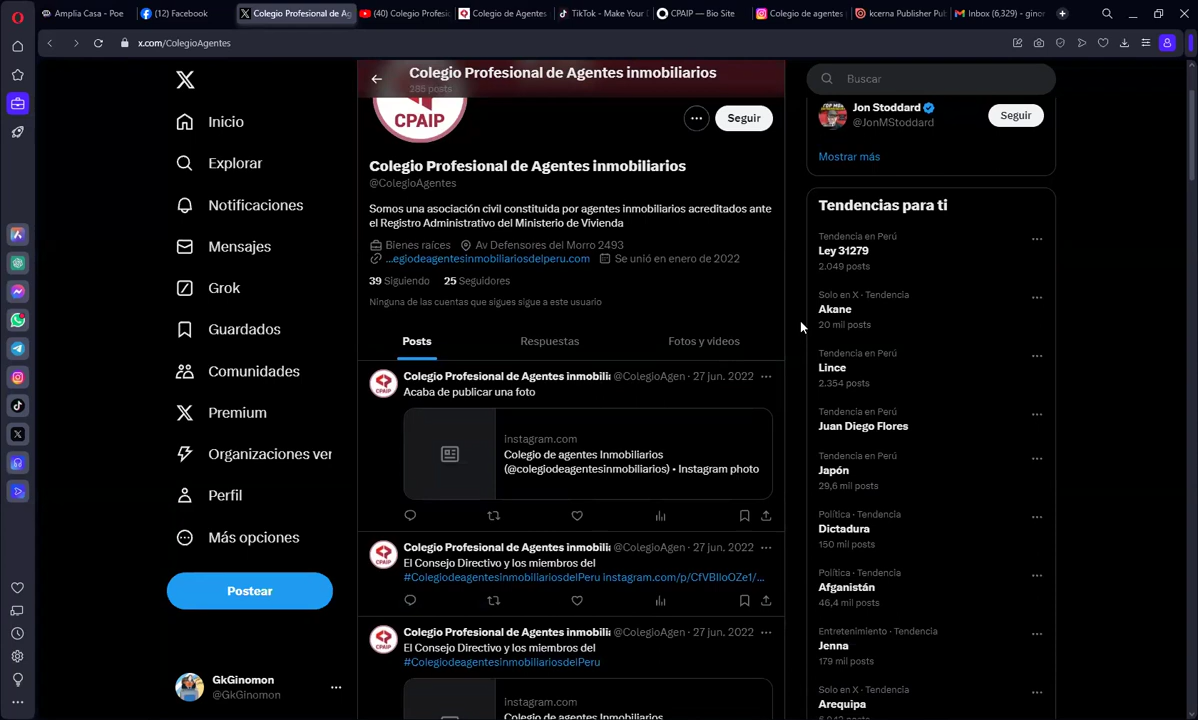 Amplia Casa - Poe
(12) Facebook
Colegio Profesional de Ag
(40) Colegio Profesi
Colegio de Agentes
TikTok - Make Your
CPAIP — Bio Site
Colegio de agentes
kcerna Publisher Pub
Inbox (6,329) - ginor
x.com/ColegioAgentes
Inicio
Explorar
Notificaciones
Mensajes
Grok
Guardados
Comunidades
Premium
Organizaciones ver
Perfil
Más opciones
Postear
GkGinomon
@GkGinomon
Colegio Profesional de Agentes inmobiliarios
285 posts
CPAIP
Seguir
Colegio Profesional de Agentes inmobiliarios
@ColegioAgentes
Somos una asociación civil constituida por agentes inmobiliarios acreditados ante
el Registro Administrativo del Ministerio de Vivienda
Bienes raíces Av Defensores del Morro 2493
...egiodeagentesinmobiliariosdelperu.com Se unió en enero de 2022
39 Siguiendo 25 Seguidores
Ninguna de las cuentas que sigues sigue a este usuario
Posts Respuestas Fotos y videos
Colegio Profesional de Agentes inmobili: @ColegioAgen · 27 jun. 2022
Acaba de publicar una foto
instagram.com
Colegio de agentes Inmobiliarios
(@colegiodeagentesinmobiliarios) • Instagram photo
Colegio Profesional de Agentes inmobili: @ColegioAgen · 27 jun. 2022
El Consejo Directivo y los miembros del
#ColegiodeagentesinmobiliariosdelPeru instagram.com/p/CfVBIloOZe1/...
Colegio Profesional de Agentes inmobili: @ColegioAgen · 27 jun. 2022
El Consejo Directivo y los miembros del
#ColegiodeagentesinmobiliariosdelPeru
instagram.com
Colegio de agentes Inmobiliarios
Buscar
Jon Stoddard
@JonMStoddard
Seguir
Mostrar más
Tendencias para ti
Tendencia en Perú
Ley 31279
2.049 posts
Solo en X · Tendencia
Akane
20 mil posts
Tendencia en Perú
Lince
2.354 posts
Tendencia en Perú
Juan Diego Flores
Tendencia en Perú
Japón
29,6 mil posts
Política · Tendencia
Dictadura
150 mil posts
Política · Tendencia
Afganistán
46,4 mil posts
Entretenimiento · Tendencia
Jenna
179 mil posts
Solo en X · Tendencia
Arequipa